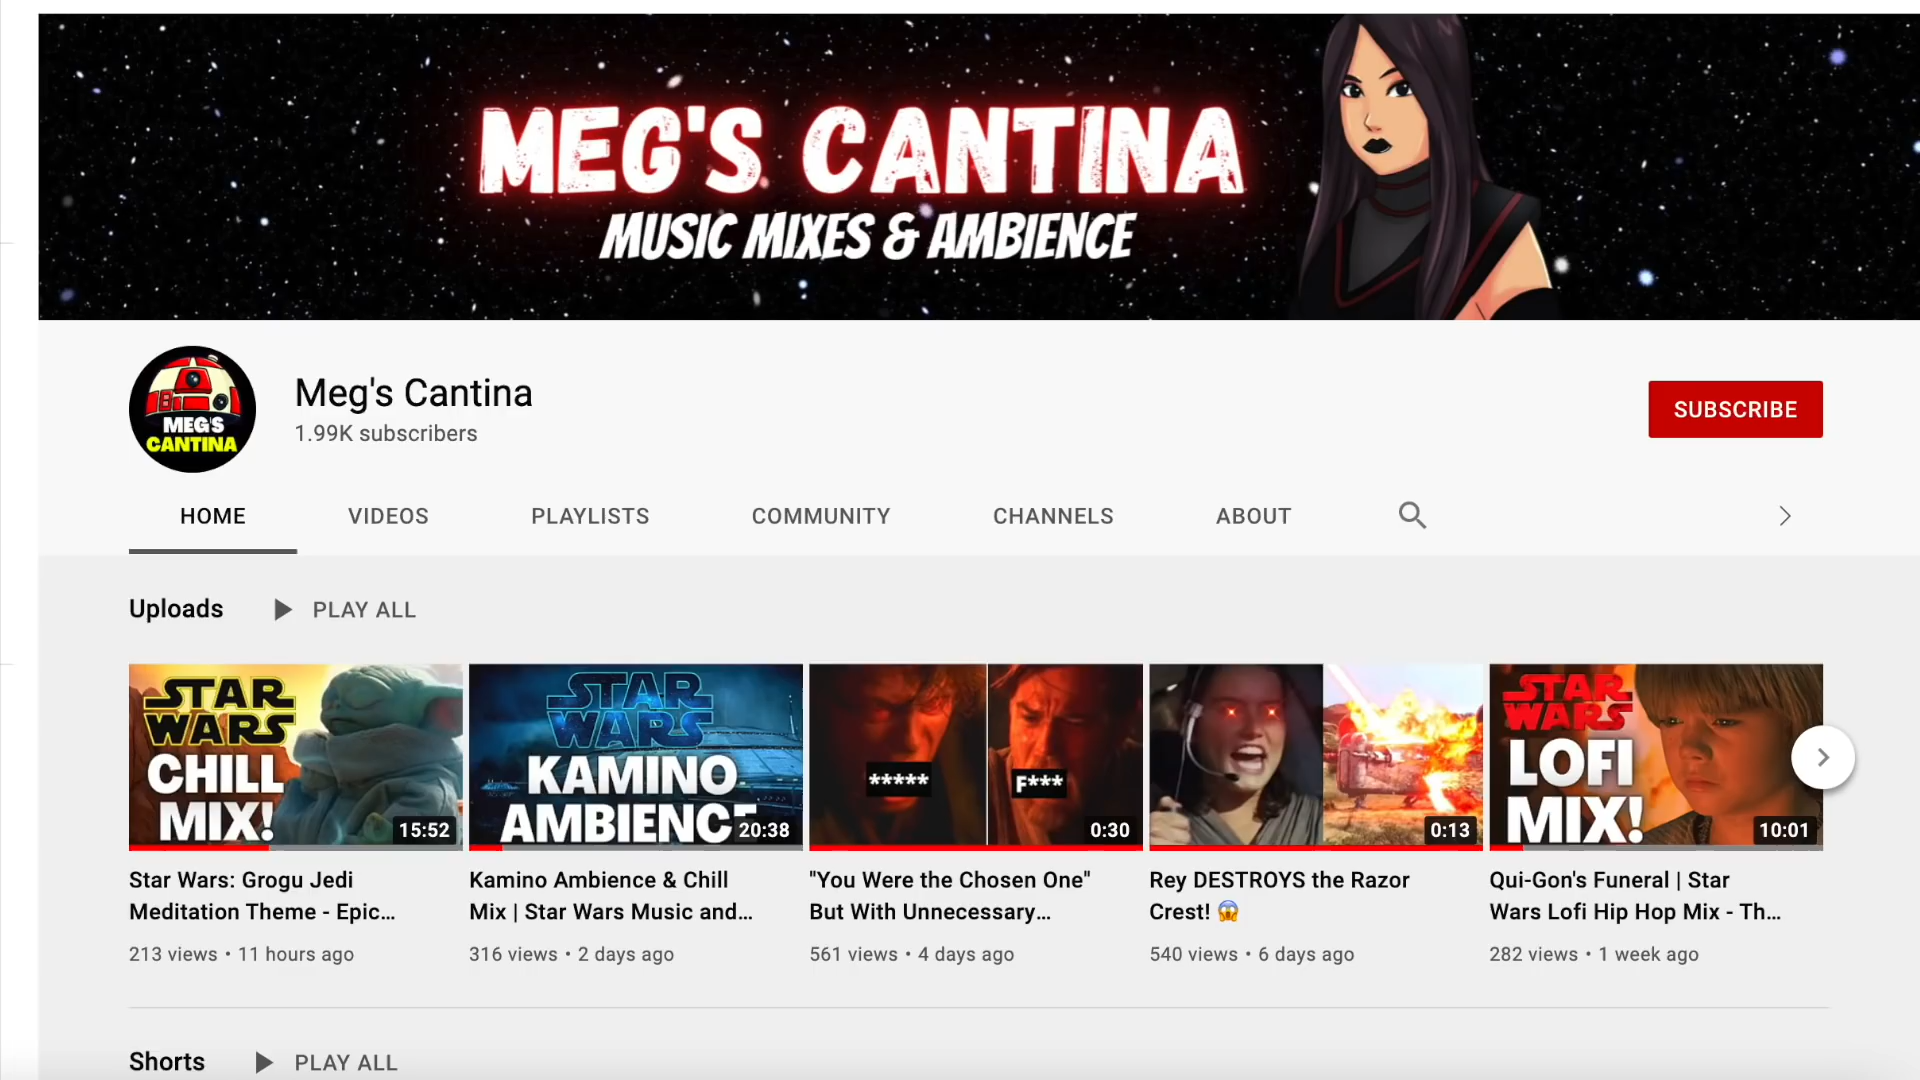 MEG'S CANTINA
MUSIC MIXES & AMBIENCE
MEG'S
CANTINA
Meg's Cantina
1.99K subscribers
SUBSCRIBE
HOME VIDEOS PLAYLISTS COMMUNITY CHANNELS ABOUT
Uploads PLAY ALL
STAR
WARS
CHILL
MIX!
15:52
STAR
WARS
KAMINO
AMBIENCE
20:38
*****
F***
0:30
0:13
STAR
WARS
LOFI
MIX!
10:01
Star Wars: Grogu Jedi
Meditation Theme - Epic...
213 views • 11 hours ago
Kamino Ambience & Chill
Mix | Star Wars Music and...
316 views • 2 days ago
"You Were the Chosen One"
But With Unnecessary...
561 views • 4 days ago
Rey DESTROYS the Razor
Crest! 😱
540 views • 6 days ago
Qui-Gon's Funeral | Star
Wars Lofi Hip Hop Mix - Th...
282 views • 1 week ago
Shorts PLAY ALL